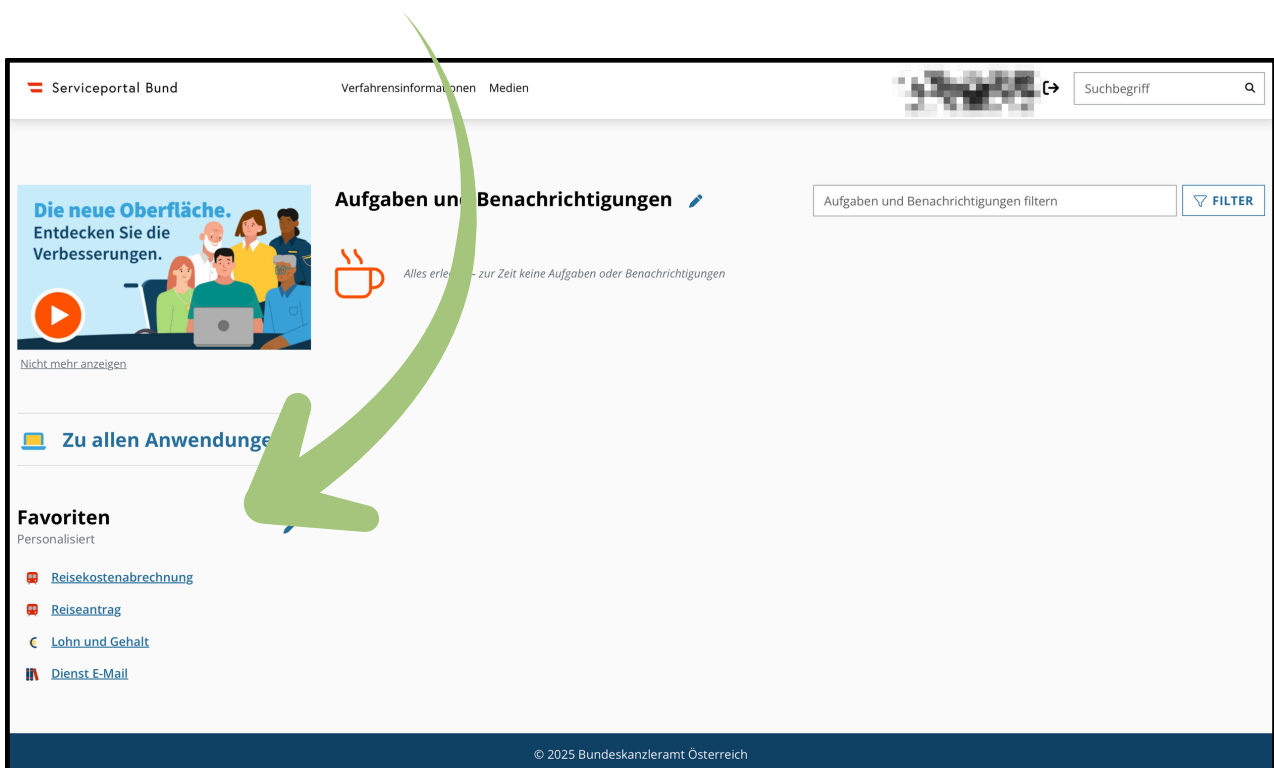 Serviceportal Bund
Verfahrensinformationen Medien
Suchbegriff
Die neue Oberfläche.
Entdecken Sie die
Verbesserungen.
Nicht mehr anzeigen
Zu allen Anwendunge
Favoriten
Personalisiert
Reisekostenabrechnung
Reiseantrag
Lohn und Gehalt
Dienst E-Mail
Aufgaben und Benachrichtigungen
Aufgaben und Benachrichtigungen filtern
FILTER
Alles erledigt – zur Zeit keine Aufgaben oder Benachrichtigungen
© 2025 Bundeskanzleramt Österreich